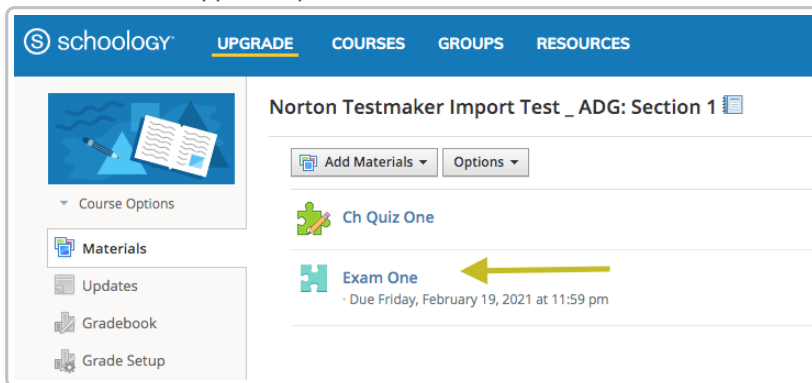 schoology UPGRADE COURSES GROUPS RESOURCES
Norton Testmaker Import Test _ ADG: Section 1
Add Materials Options
Course Options
Ch Quiz One
Materials
Exam One
Updates
· Due Friday, February 19, 2021 at 11:59 pm
Gradebook
Grade Setup